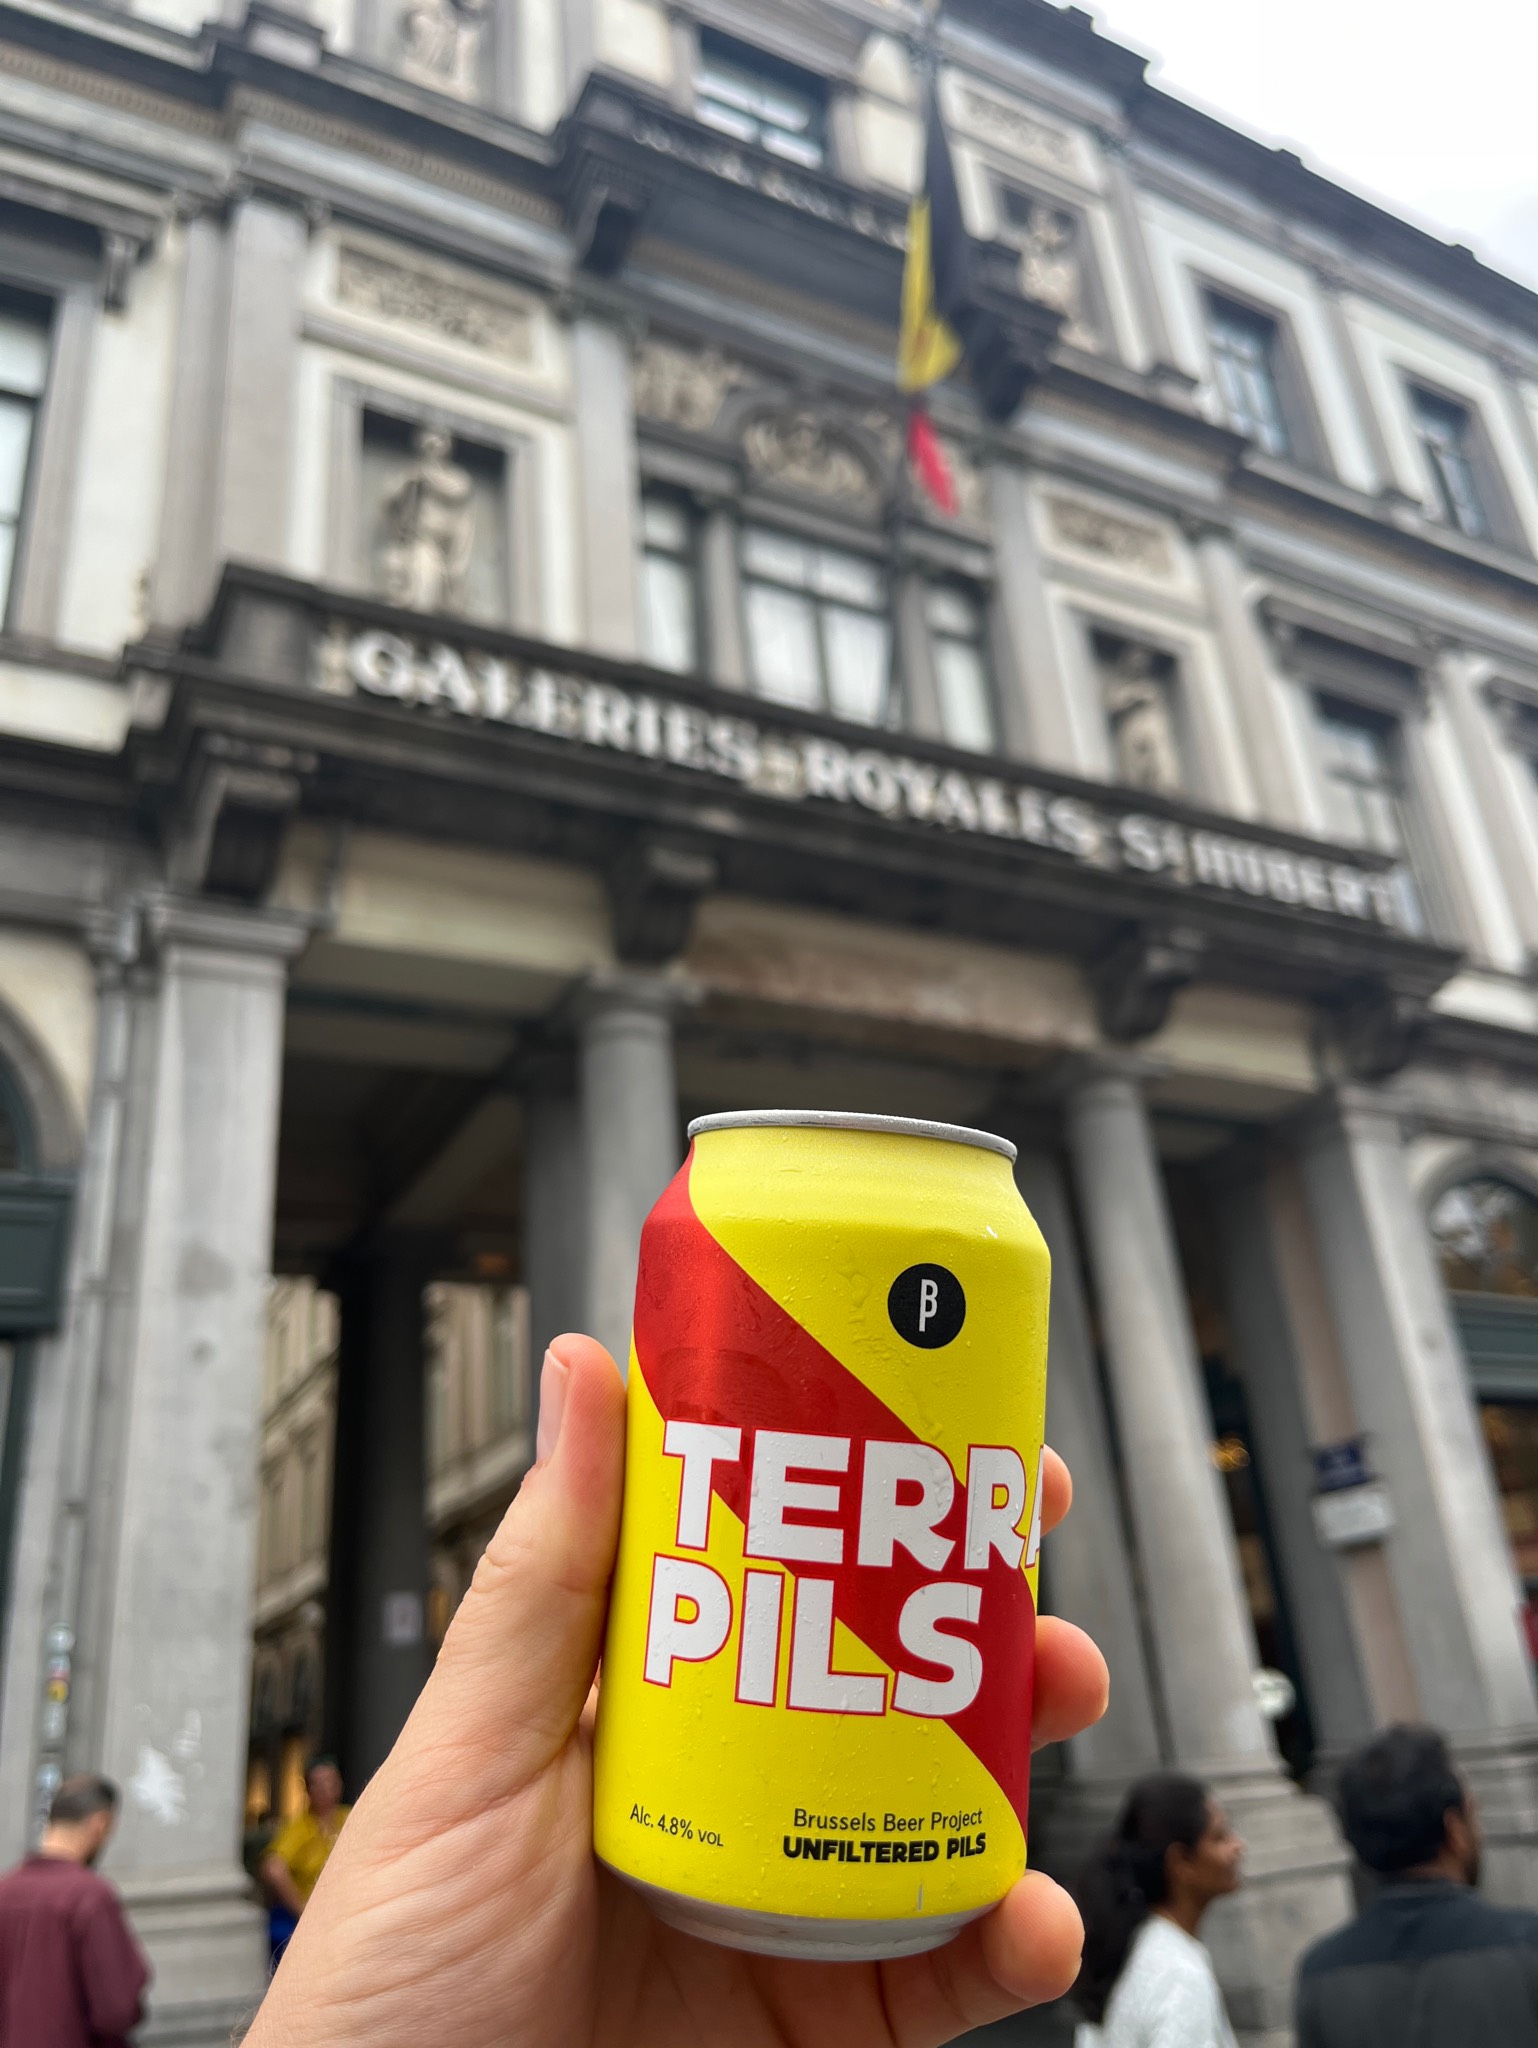 GALERIES ROYALES St HUBERT
B
TERRA
PILS
Alc. 4.8% VOL
Brussels Beer Project
UNFILTERED PILS